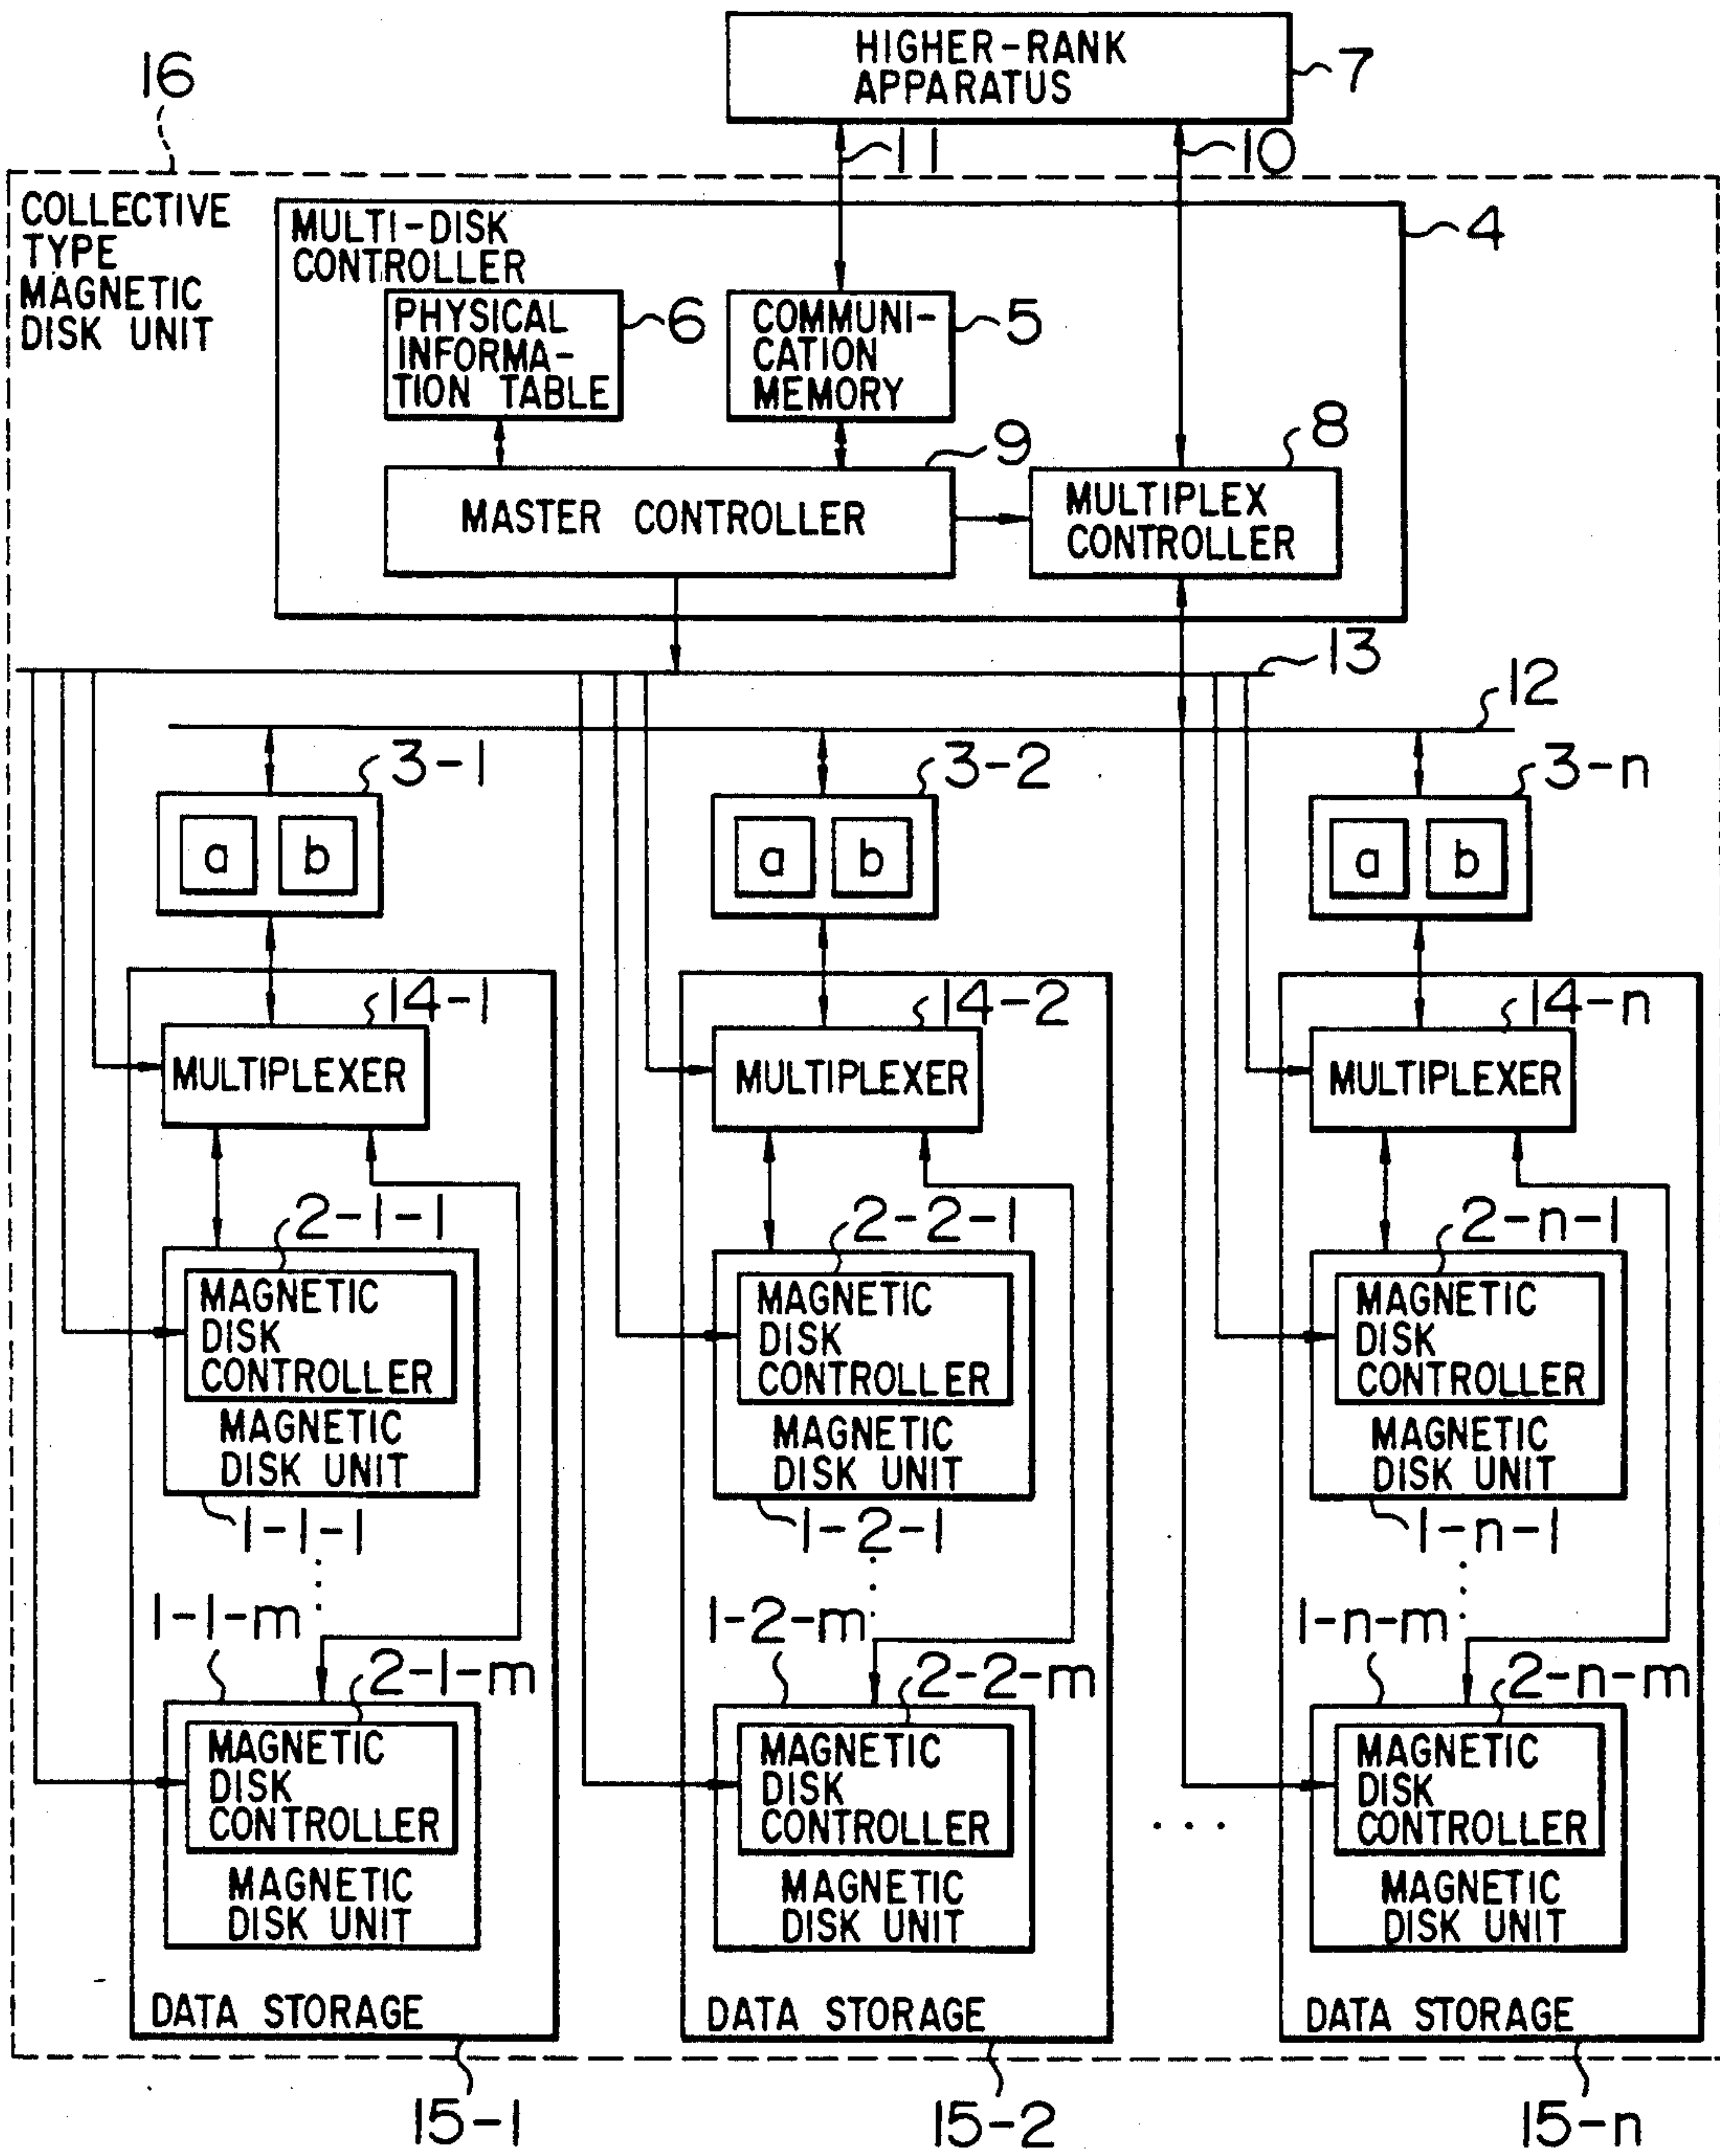 HIGHER-RANK
APPARATUS
7
16
11
10
COLLECTIVE
TYPE
MAGNETIC
DISK UNIT
MULTI-DISK
CONTROLLER
4
PHYSICAL
INFORMA-
TION TABLE
6
COMMUNI-
CATION
MEMORY
5
9
8
MASTER CONTROLLER
MULTIPLEX
CONTROLLER
13
12
3-1
3-2
3-n
a b
a b
a b
14-1
14-2
14-n
MULTIPLEXER
MULTIPLEXER
MULTIPLEXER
2-1-1
2-2-1
2-n-1
MAGNETIC
DISK
CONTROLLER
MAGNETIC
DISK UNIT
1-1-1
MAGNETIC
DISK
CONTROLLER
MAGNETIC
DISK UNIT
1-2-1
MAGNETIC
DISK
CONTROLLER
MAGNETIC
DISK UNIT
1-n-1
1-1-m
1-2-m
1-n-m
2-1-m
2-2-m
2-n-m
MAGNETIC
DISK
CONTROLLER
MAGNETIC
DISK UNIT
MAGNETIC
DISK
CONTROLLER
MAGNETIC
DISK UNIT
...
MAGNETIC
DISK
CONTROLLER
MAGNETIC
DISK UNIT
DATA STORAGE
DATA STORAGE
DATA STORAGE
15-1
15-2
15-n